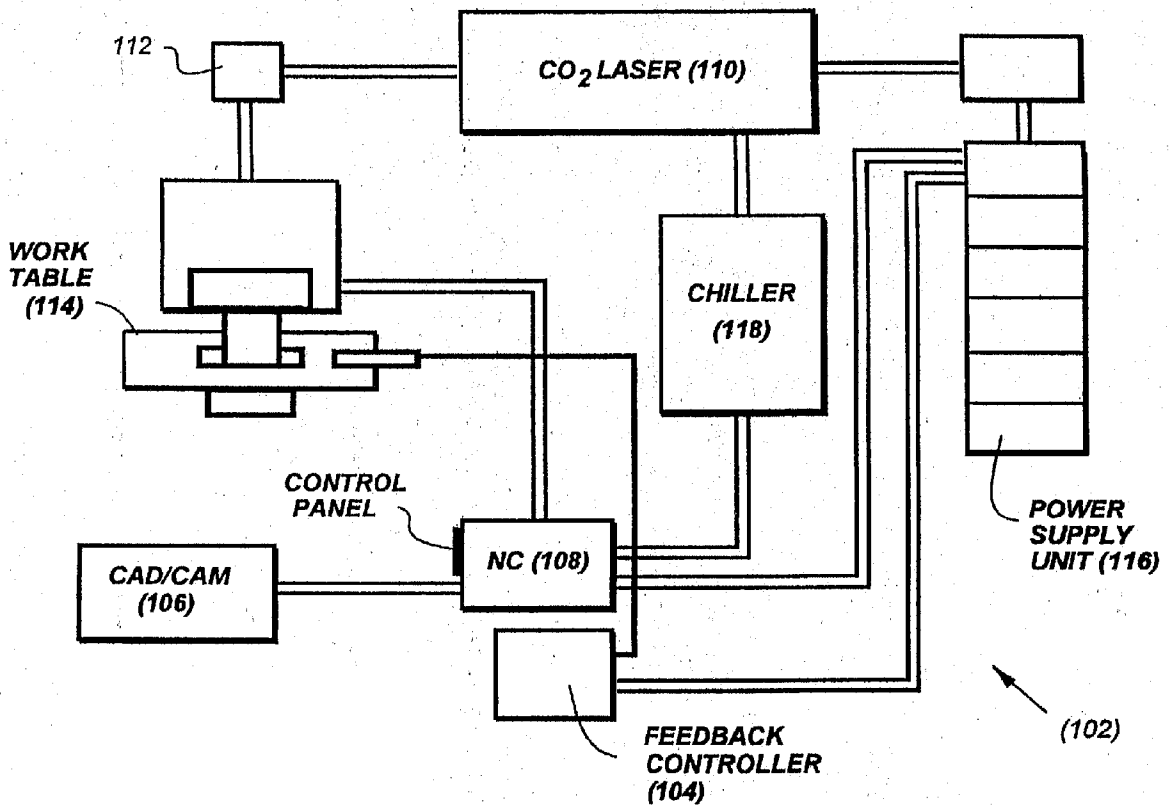 112
CO2 LASER (110)
WORK
TABLE
(114)
CHILLER
(118)
CONTROL
PANEL
NC (108)
CAD/CAM
(106)
POWER
SUPPLY
UNIT (116)
FEEDBACK
CONTROLLER
(104)
(102)